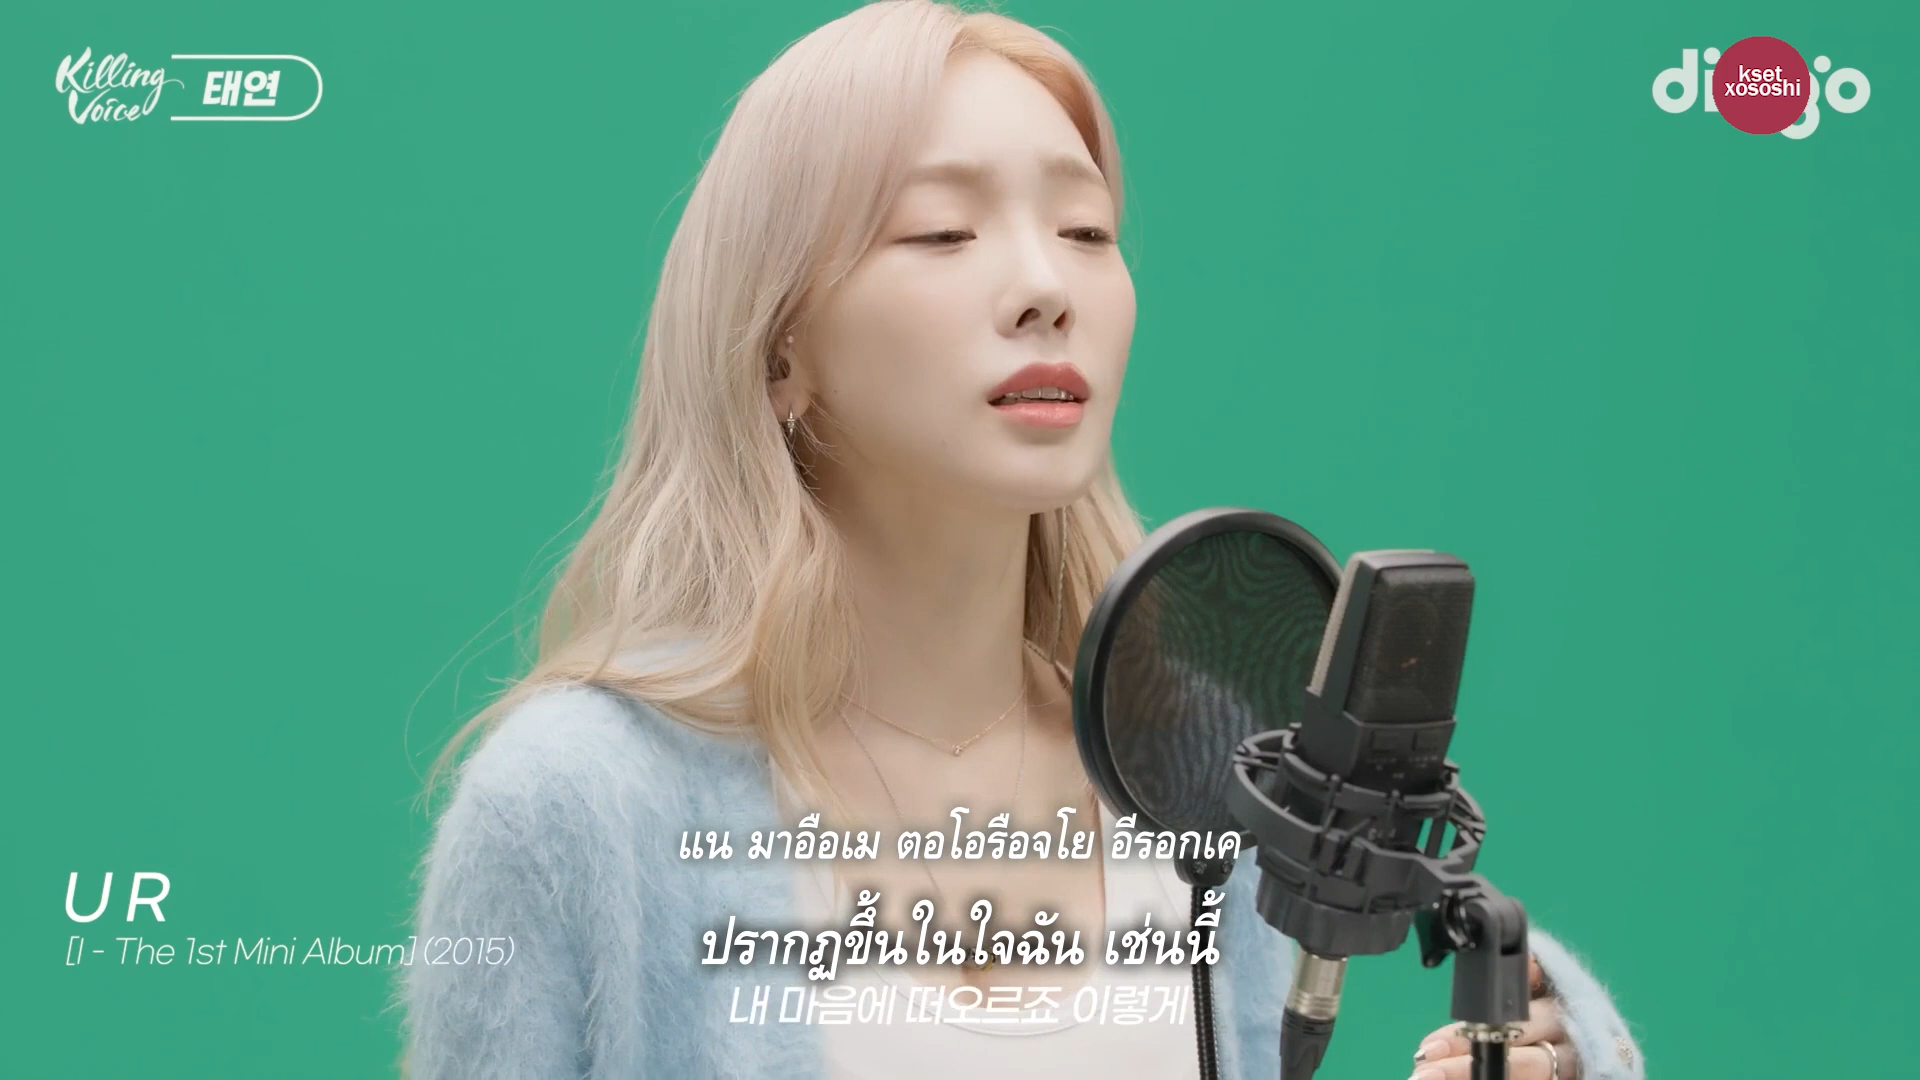 Killing
Voice
태연
dingo
kset
xososhi
แน มาอือเม ตอโอรือจโย อีรอกเค
ปรากฏขึ้นในใจฉัน เช่นนี้
내 마음에 떠오르죠 이렇게
UR
[I - The 1st Mini Album] (2015)